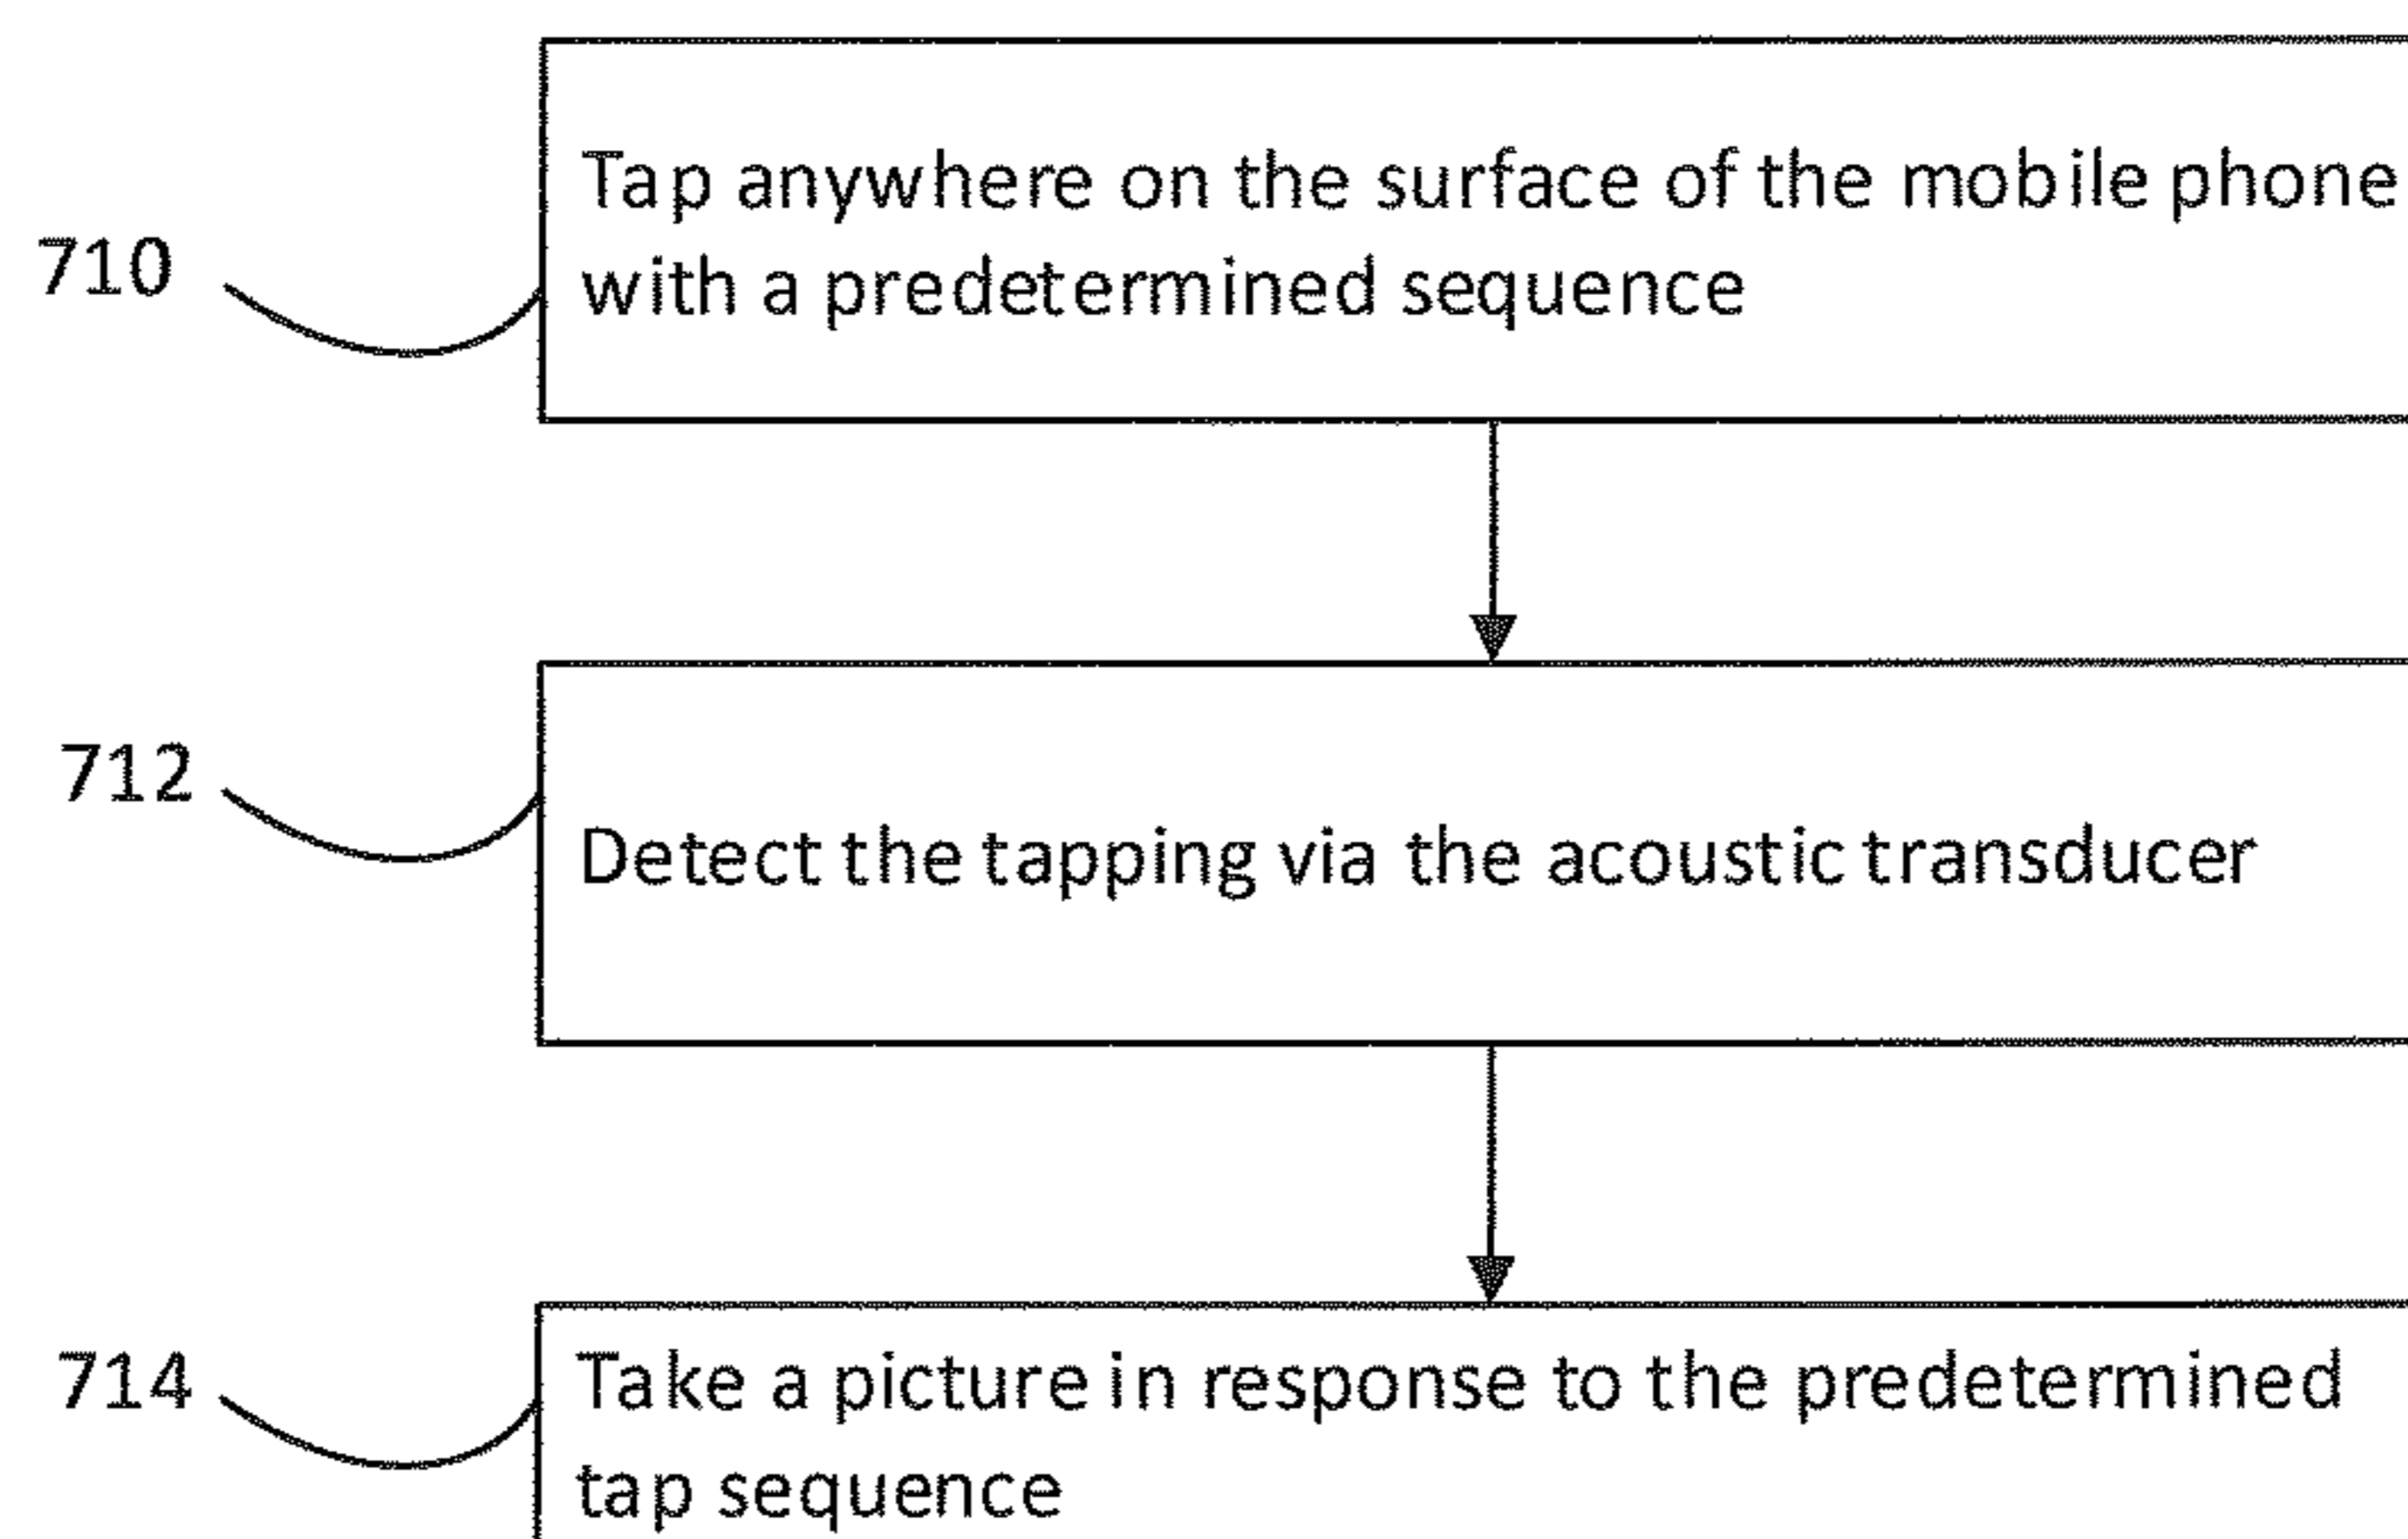 Tap anywhere on the surface of the mobile phone
710
with a predetermined sequence
712
Detect the tapping via the acoustic transducer
714
Take a picture in response to the predetermined
tap sequence